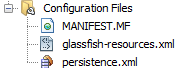 Configuration Files
MANIFEST.MF
glassfish-resources.xml
persistence.xml